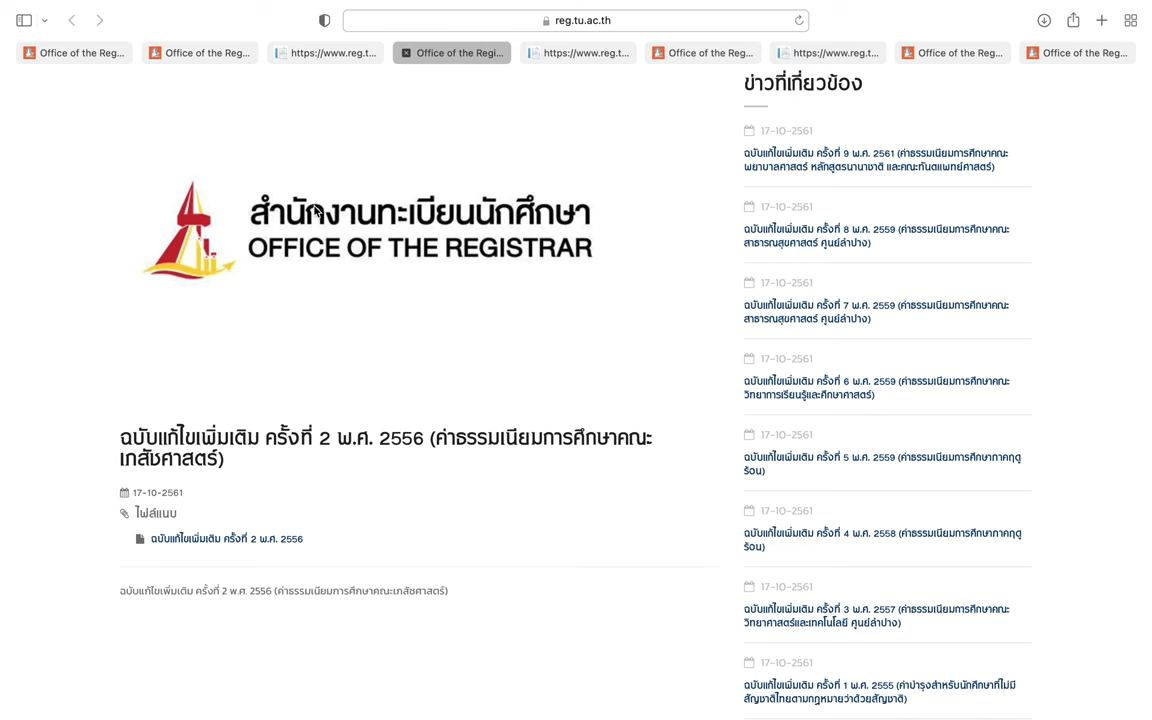 reg.tu.ac.th
Office of the Reg...
Office of the Reg...
https://www.reg.t...
Office of the Regi...
https://www.reg.t...
Office of the Reg...
https://www.reg.t...
Office of the Reg...
Office of the Reg...
สำนักงานทะเบียนนักศึกษา
OFFICE OF THE REGISTRAR
ฉบับแก้ไขเพิ่มเติม ครั้งที่ 2 พ.ศ. 2556 (ค่าธรรมเนียมการศึกษาคณะ
เภสัชศาสตร์)
17-10-2561
ไฟล์แนบ
ฉบับแก้ไขเพิ่มเติม ครั้งที่ 2 พ.ศ. 2556
ฉบับแก้ไขเพิ่มเติม ครั้งที่ 2 พ.ศ. 2556 (ค่าธรรมเนียมการศึกษาคณะเภสัชศาสตร์)
ข่าวที่เกี่ยวข้อง
17-10-2561
ฉบับแก้ไขเพิ่มเติม ครั้งที่ 9 พ.ศ. 2561 (ค่าธรรมเนียมการศึกษาคณะ
พยาบาลศาสตร์ หลักสูตรนานาชาติ และคณะทันตแพทย์ศาสตร์)
17-10-2561
ฉบับแก้ไขเพิ่มเติม ครั้งที่ 8 พ.ศ. 2559 (ค่าธรรมเนียมการศึกษาคณะ
สาธารณสุขศาสตร์ ศูนย์ลำปาง)
17-10-2561
ฉบับแก้ไขเพิ่มเติม ครั้งที่ 7 พ.ศ. 2559 (ค่าธรรมเนียมการศึกษาคณะ
สาธารณสุขศาสตร์ ศูนย์ลำปาง)
17-10-2561
ฉบับแก้ไขเพิ่มเติม ครั้งที่ 6 พ.ศ. 2559 (ค่าธรรมเนียมการศึกษาคณะ
วิทยาการเรียนรู้และศึกษาศาสตร์)
17-10-2561
ฉบับแก้ไขเพิ่มเติม ครั้งที่ 5 พ.ศ. 2559 (ค่าธรรมเนียมการศึกษาภาคฤดู
ร้อน)
17-10-2561
ฉบับแก้ไขเพิ่มเติม ครั้งที่ 4 พ.ศ. 2558 (ค่าธรรมเนียมการศึกษาภาคฤดู
ร้อน)
17-10-2561
ฉบับแก้ไขเพิ่มเติม ครั้งที่ 3 พ.ศ. 2557 (ค่าธรรมเนียมการศึกษาคณะ
วิทยาศาสตร์และเทคโนโลยี ศูนย์ลำปาง)
17-10-2561
ฉบับแก้ไขเพิ่มเติม ครั้งที่ 1 พ.ศ. 2555 (ค่าบำรุงสำหรับนักศึกษาที่ไม่มี
สัญชาติไทยตามกฎหมายว่าด้วยสัญชาติ)